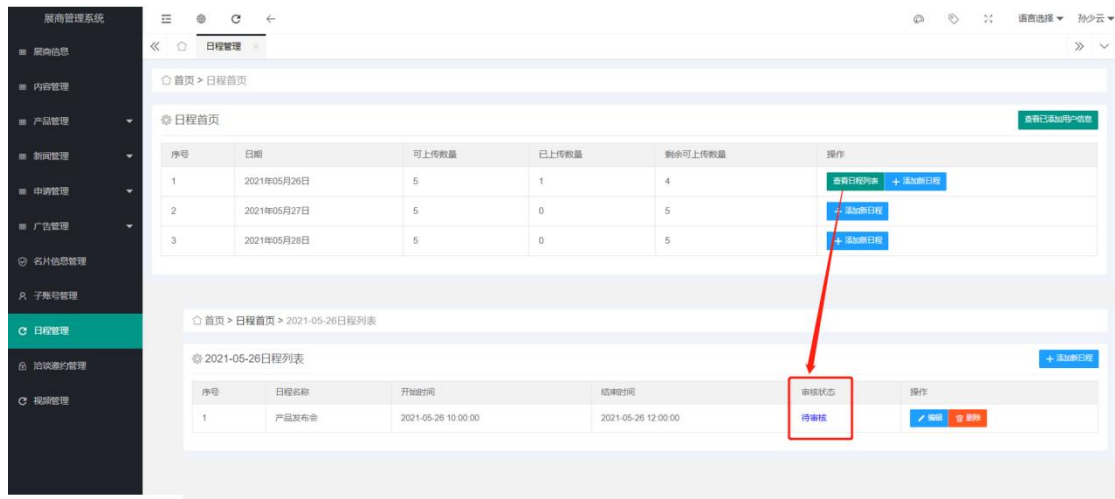 展商管理系统
语言选择 孙少云
展商信息
内容管理
产品管理
新闻管理
申请管理
广告管理
名片信息管理
子账号管理
日程管理
洽谈邀约管理
视频管理
日程管理
首页 > 日程首页
日程首页 查看已添加用户信息
序号 日期 可上传数量 已上传数量 剩余可上传数量 操作
1 2021年05月26日 5 1 4 查看日程列表 + 添加新日程
2 2021年05月27日 5 0 5 + 添加新日程
3 2021年05月28日 5 0 5 + 添加新日程
首页 > 日程首页 > 2021-05-26日程列表
2021-05-26日程列表 + 添加新日程
序号 日程名称 开始时间 结束时间 审核状态 操作
1 产品发布会 2021-05-26 10:00:00 2021-05-26 12:00:00 待审核 编辑 删除